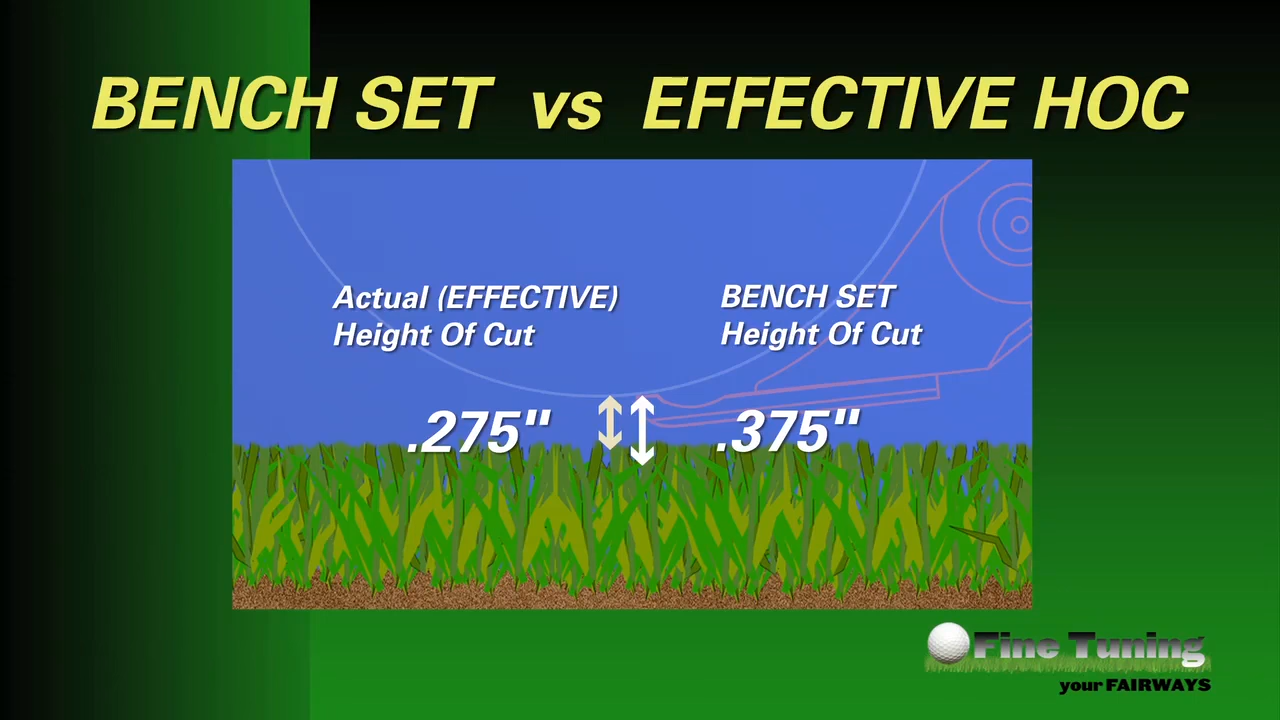 BENCH SET vs EFFECTIVE HOC
Actual (EFFECTIVE)
Height Of Cut
.275"
BENCH SET
Height Of Cut
.375"
Fine Tuning
your FAIRWAYS